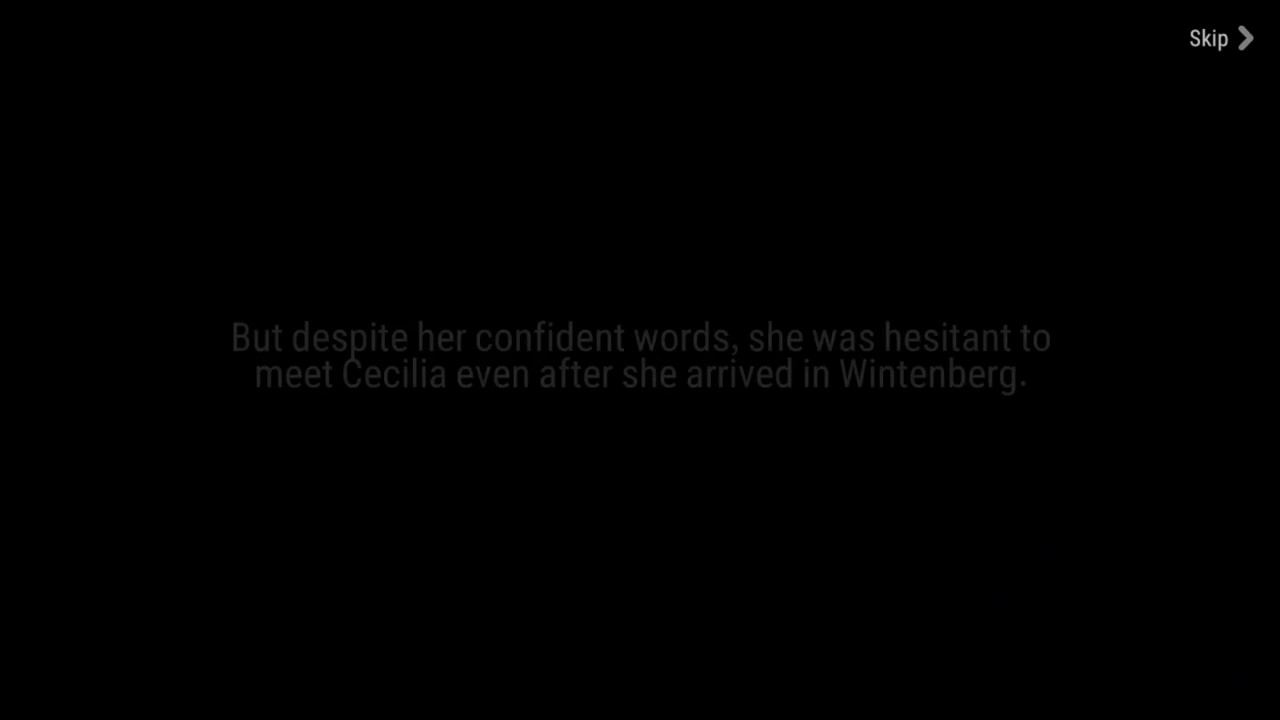 Skip
But despite her confident words, she was hesitant to
meet Cecilia even after she arrived in Wintenberg.